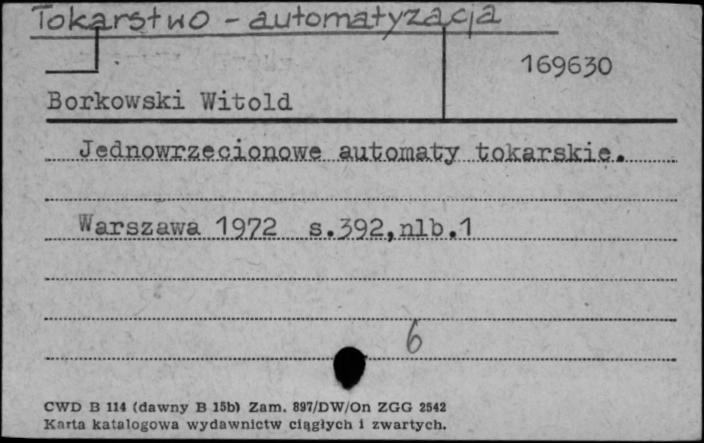 Tokarstwo - automatyzacja
169630
Borkowski Witold
Jednowrzecionowe automaty tokarskie.
Warszawa 1972 s.392,nlb.1
6
CWD B 114 (dawny B 15b) Zam. 897/DW/On ZGG 2542
Karta katalogowa wydawnictw ciągłych i zwartych.